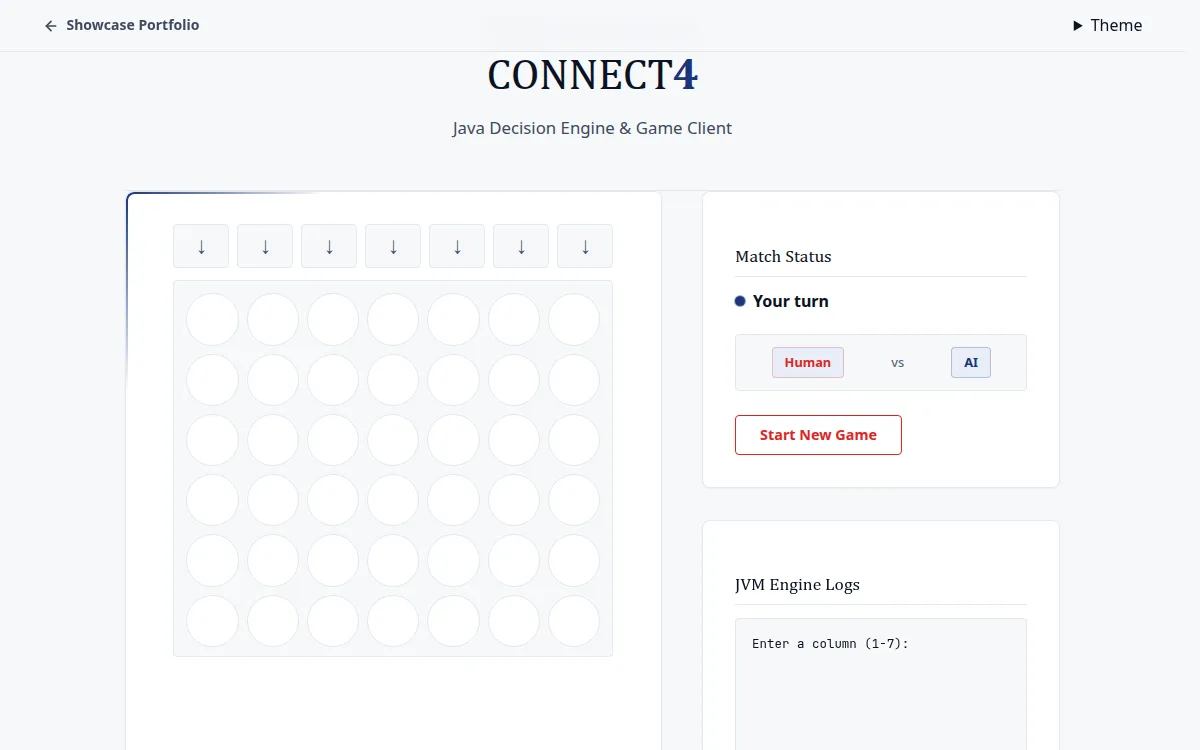 ← Showcase Portfolio
▶ Theme
CONNECT4
Java Decision Engine & Game Client
↓ ↓ ↓ ↓ ↓ ↓ ↓
Match Status
Your turn
Human vs AI
Start New Game
JVM Engine Logs
Enter a column (1-7):